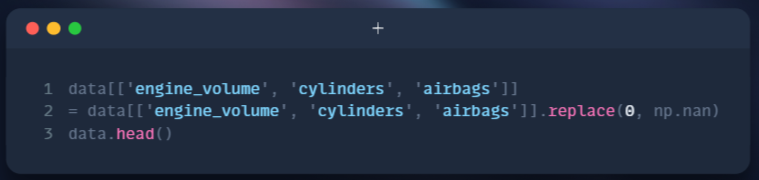 +
1 data[['engine_volume', 'cylinders', 'airbags']]
2 = data[['engine_volume', 'cylinders', 'airbags']].replace(0, np.nan)
3 data.head()